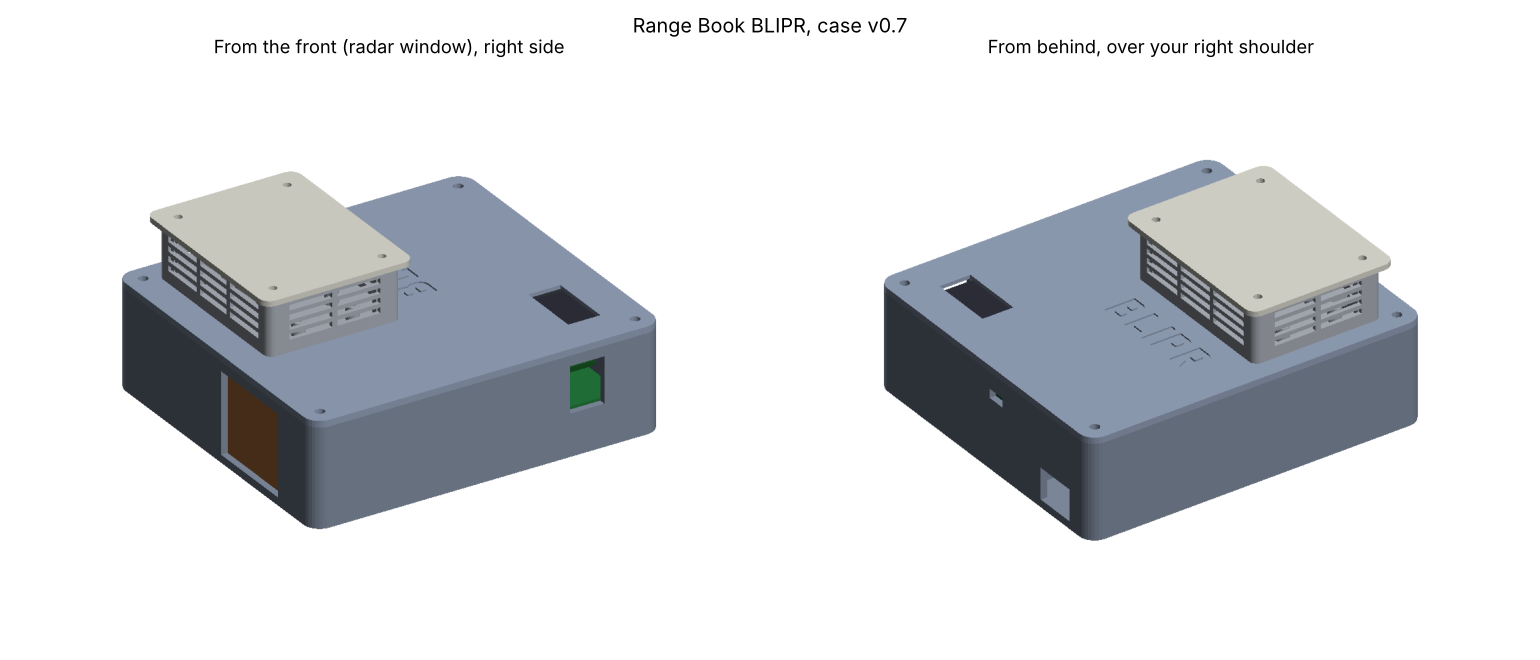 Range Book BLIPR, case v0.7
From the front (radar window), right side
From behind, over your right shoulder
BLIPR